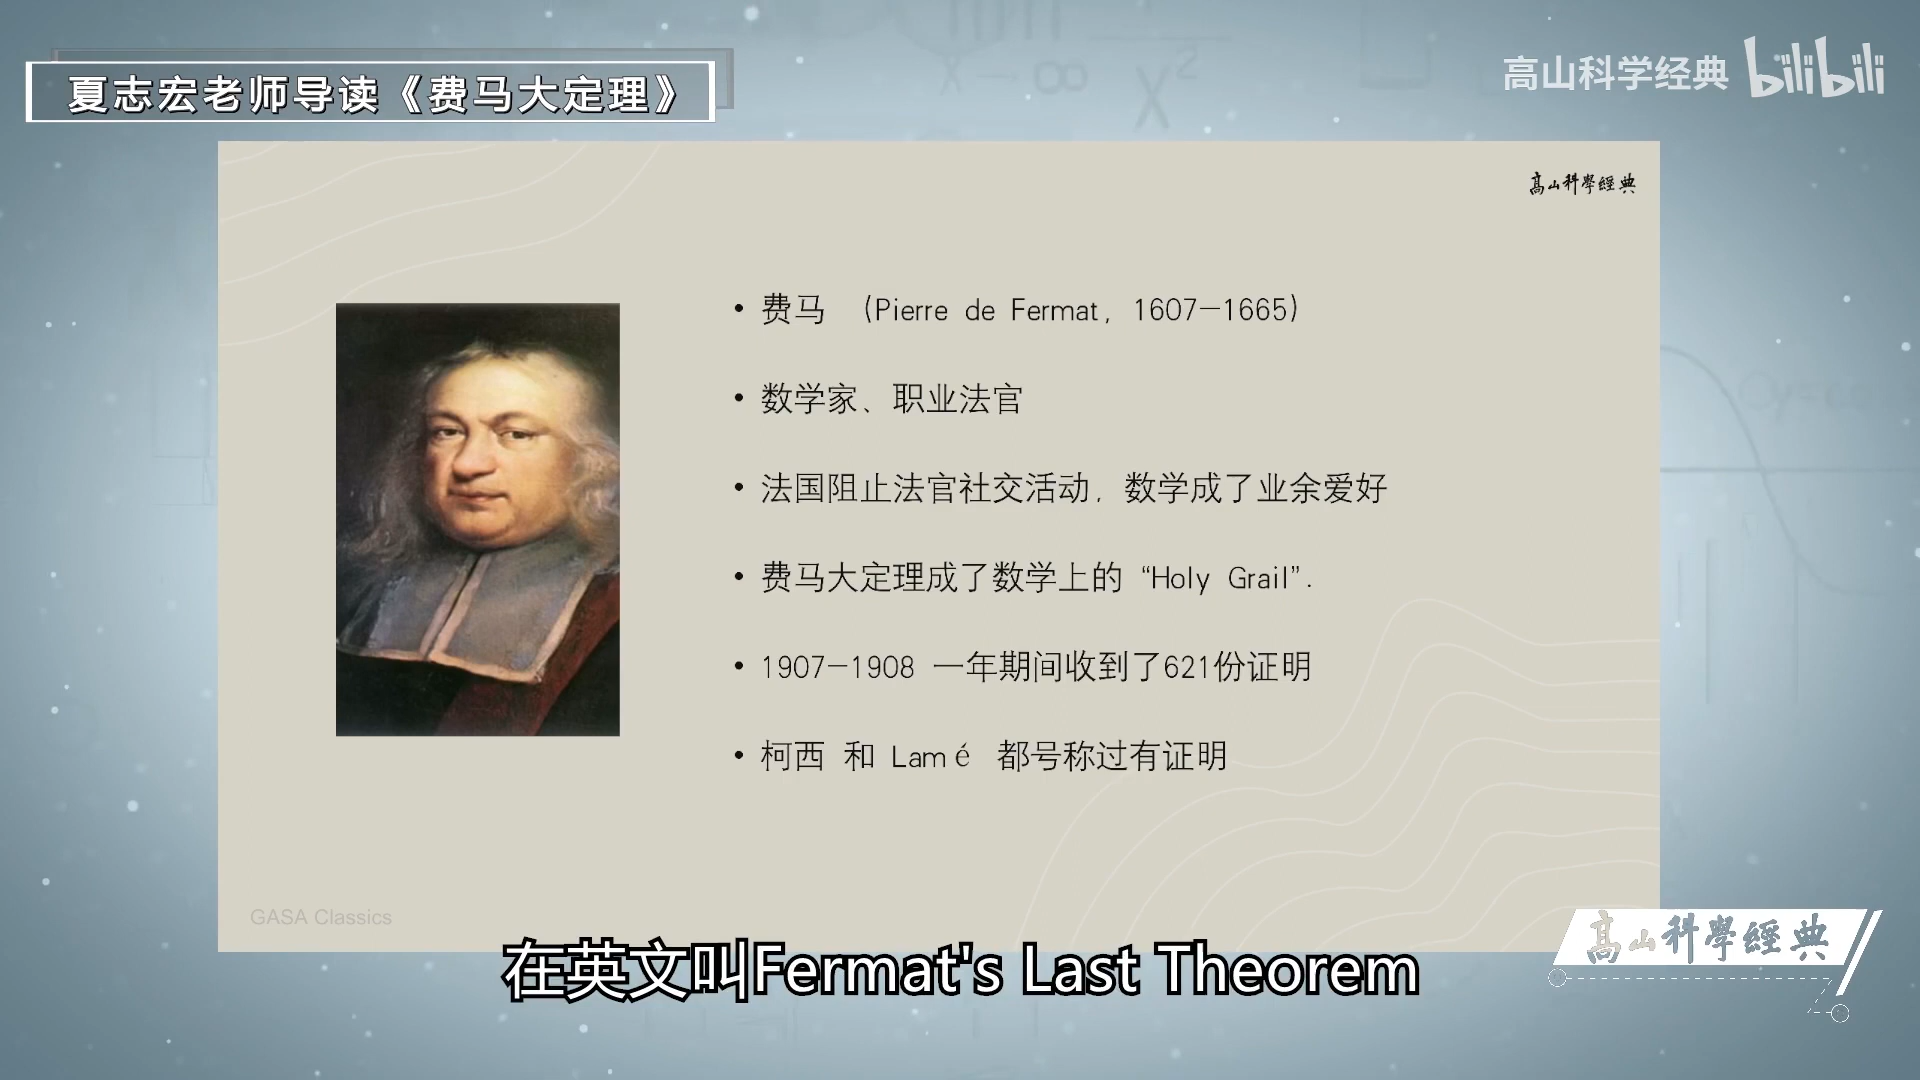 夏志宏老师导读《费马大定理》
高山科学经典 bilibili
高山科學經典
• 费马 （Pierre de Fermat, 1607-1665）
• 数学家、职业法官
• 法国阻止法官社交活动, 数学成了业余爱好
• 费马大定理成了数学上的 “Holy Grail”.
• 1907-1908 一年期间收到了621份证明
• 柯西 和 Lamé 都号称过有证明
GASA Classics
高山科學經典
在英文叫Fermat's Last Theorem